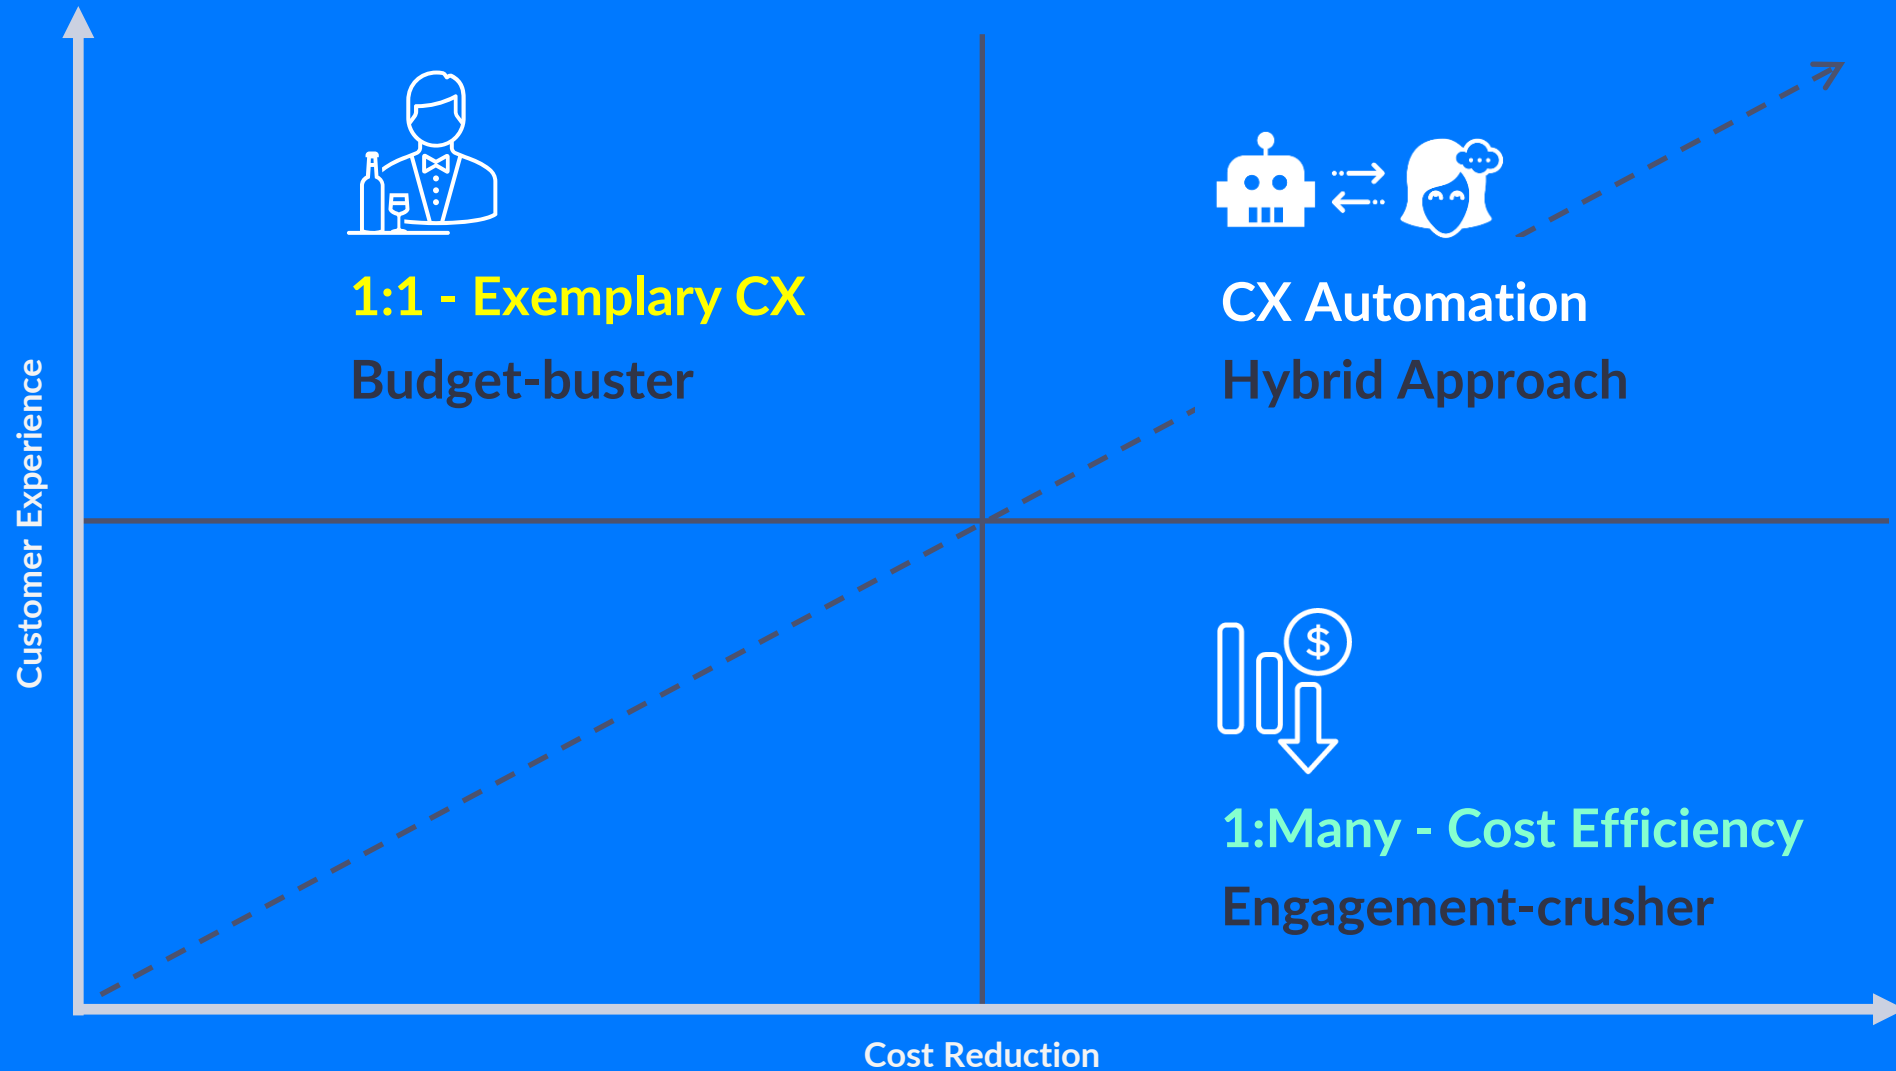 Customer Experience
1:1 - Exemplary CX
Budget-buster
CX Automation
Hybrid Approach
$
1:Many - Cost Efficiency
Engagement-crusher
Cost Reduction